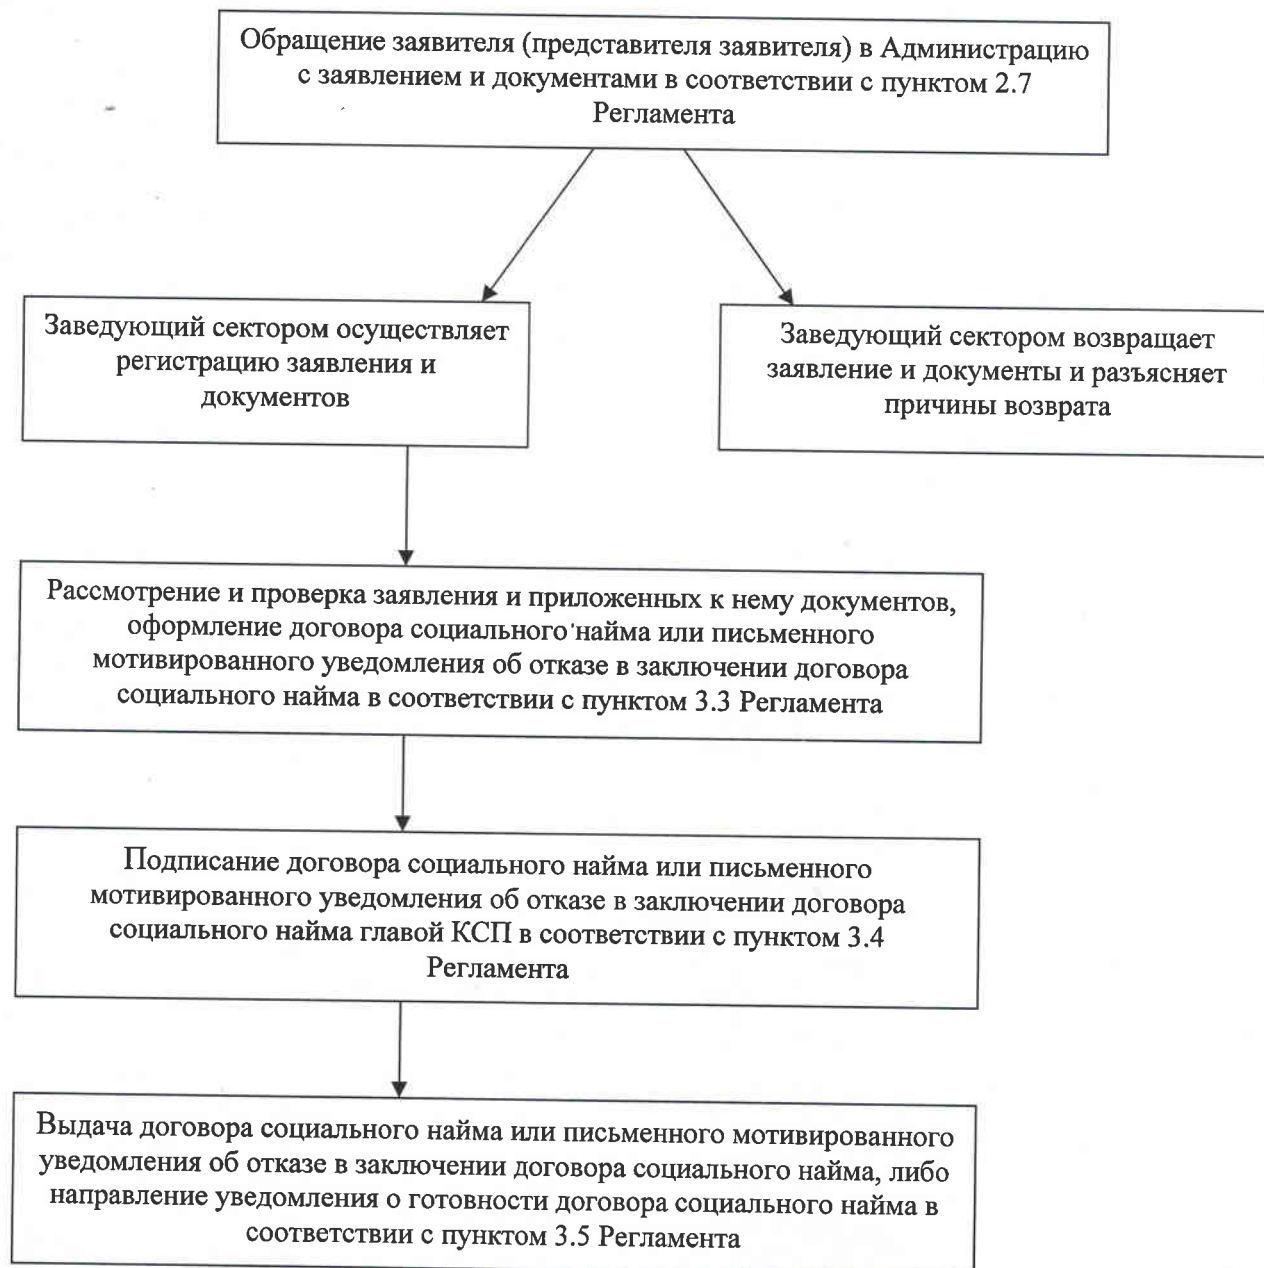 Обращение заявителя (представителя заявителя) в Администрацию
с заявлением и документами в соответствии с пунктом 2.7
Регламента
Заведующий сектором осуществляет
регистрацию заявления и
документов
Заведующий сектором возвращает
заявление и документы и разъясняет
причины возврата
Рассмотрение и проверка заявления и приложенных к нему документов,
оформление договора социального найма или письменного
мотивированного уведомления об отказе в заключении договора
социального найма в соответствии с пунктом 3.3 Регламента
Подписание договора социального найма или письменного
мотивированного уведомления об отказе в заключении договора
социального найма главой КСП в соответствии с пунктом 3.4
Регламента
Выдача договора социального найма или письменного мотивированного
уведомления об отказе в заключении договора социального найма, либо
направление уведомления о готовности договора социального найма в
соответствии с пунктом 3.5 Регламента